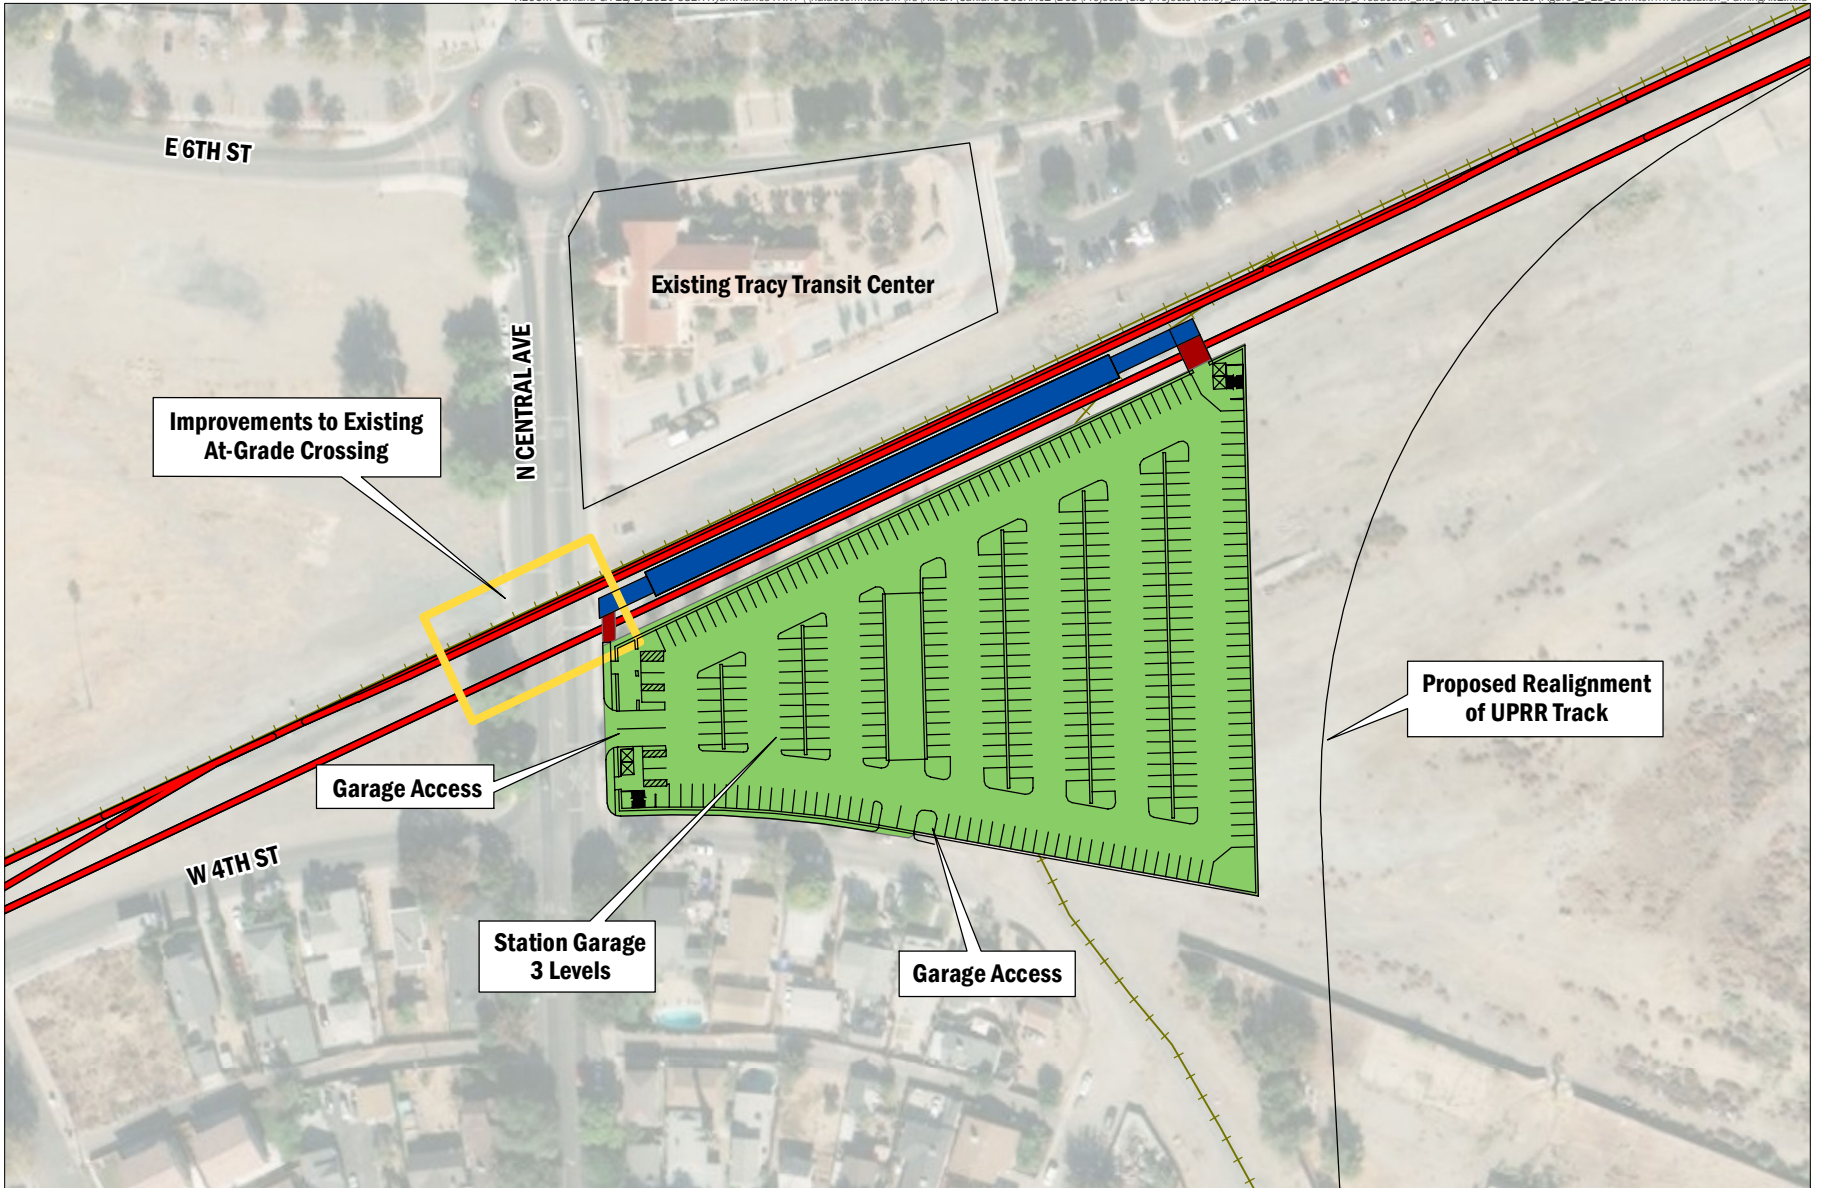 E 6TH ST
N CENTRAL AVE
Existing Tracy Transit Center
Improvements to Existing
At-Grade Crossing
Proposed Realignment
of UPRR Track
Garage Access
W 4TH ST
Station Garage
3 Levels
Garage Access